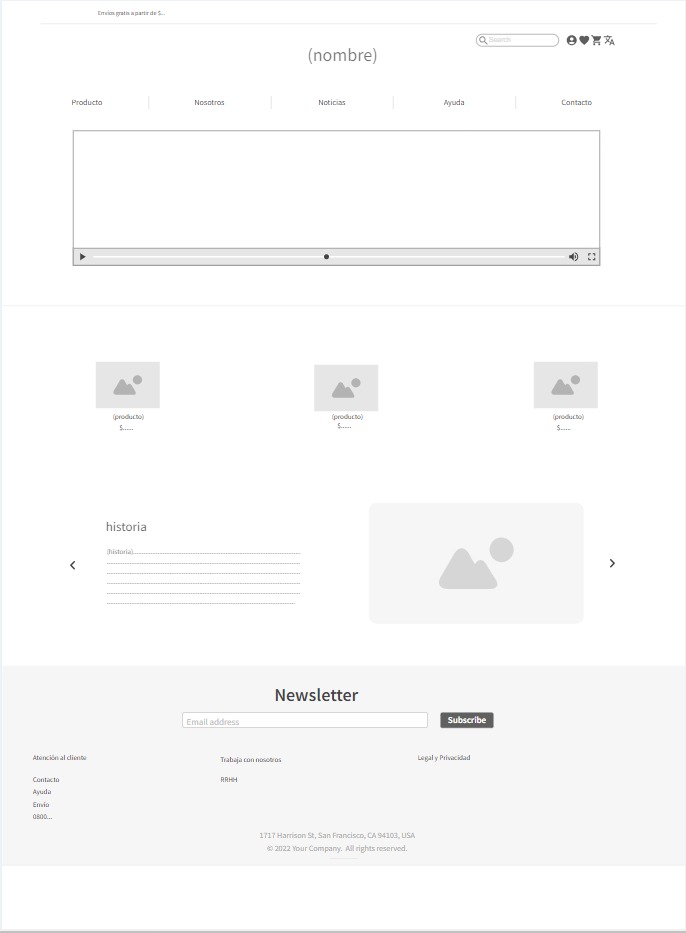 Envios gratis a partir de $...
Search
(nombre)
Producto
Nosotros
Noticias
Ayuda
Contacto
(producto)
$......
(producto)
$......
(producto)
$......
historia
(historia)
Newsletter
Email address
Subscribe
Atención al cliente
Trabaja con nosotros
Legal y Privacidad
Contacto
RRHH
Ayuda
Envio
0800...
1717 Harrison St, San Francisco, CA 94103, USA
© 2022 Your Company. All rights reserved.